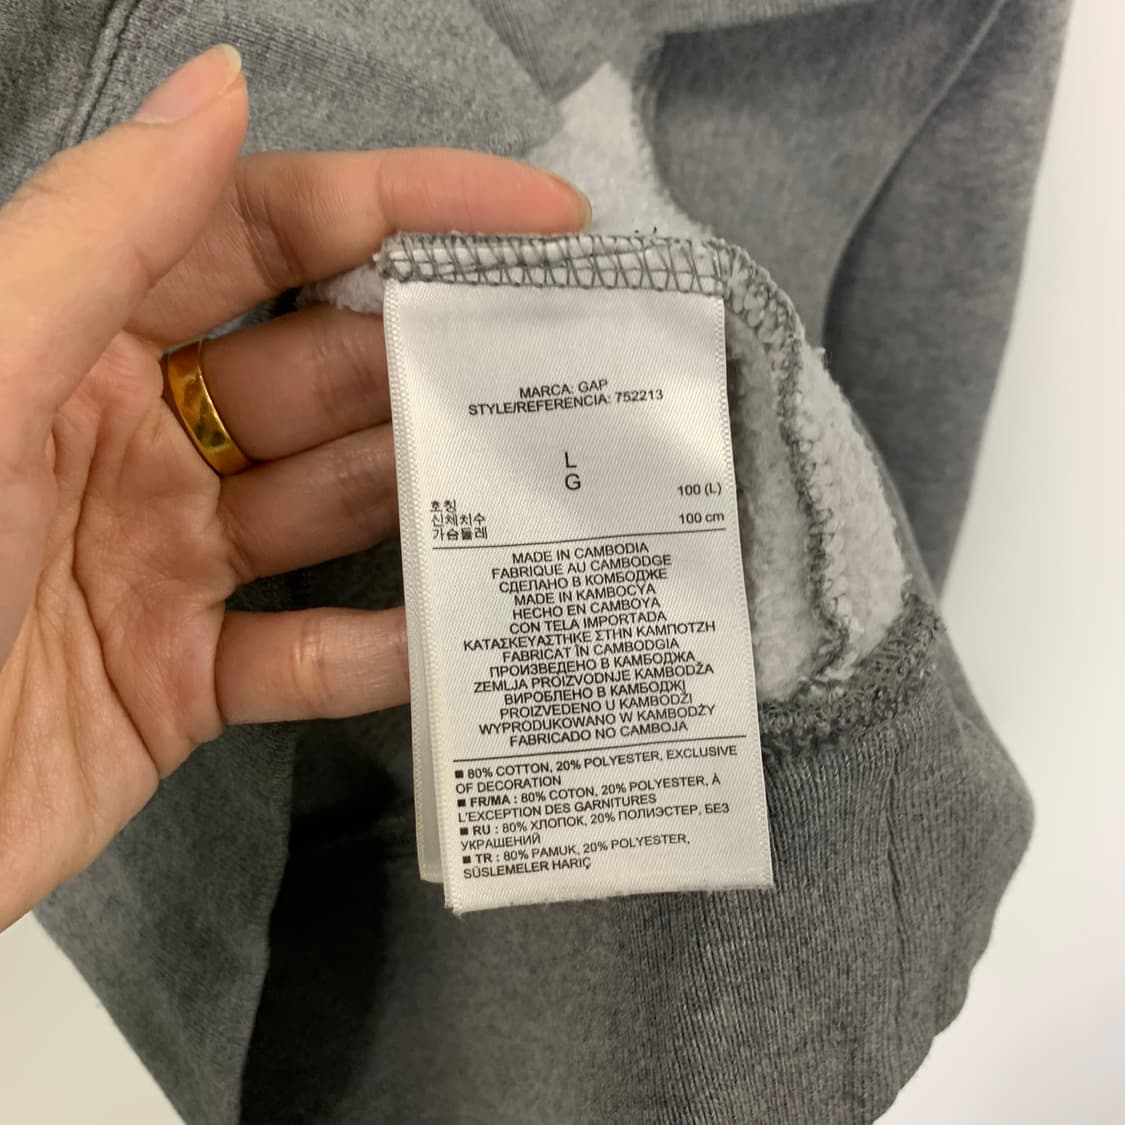 MARCA: GAP
STYLE/REFERENCIA: 752213
L
G
호칭 100 (L)
신체치수
가슴둘레 100 cm
MADE IN CAMBODIA
FABRIQUE AU CAMBODGE
СДЕЛАНО В КОМБОДЖЕ
MADE IN KAMBOCYA
HECHO EN CAMBOYA
CON TELA IMPORTADA
ΚΑΤΑΣΚΕΥΑΣΤΗΚΕ ΣΤΗΝ ΚΑΜΠΟΤΖΗ
FABRICAT ÎN CAMBODGIA
ПРОИЗВЕДЕНО В КАМБОДЖА
ZEMLJA PROIZVODNJE KAMBODŽA
ВИРОБЛЕНО В КАМБОДЖІ
PROIZVEDENO U KAMBODŽI
WYPRODUKOWANO W KAMBODŻY
FABRICADO NO CAMBOJA
■ 80% COTTON, 20% POLYESTER, EXCLUSIVE
OF DECORATION
■ FR/MA : 80% COTON, 20% POLYESTER, À
L'EXCEPTION DES GARNITURES
■ RU : 80% ХЛОПОК, 20% ПОЛИЭСТЕР, БЕЗ
УКРАШЕНИЙ
■ TR : 80% PAMUK, 20% POLYESTER,
SÜSLEMELER HARİÇ